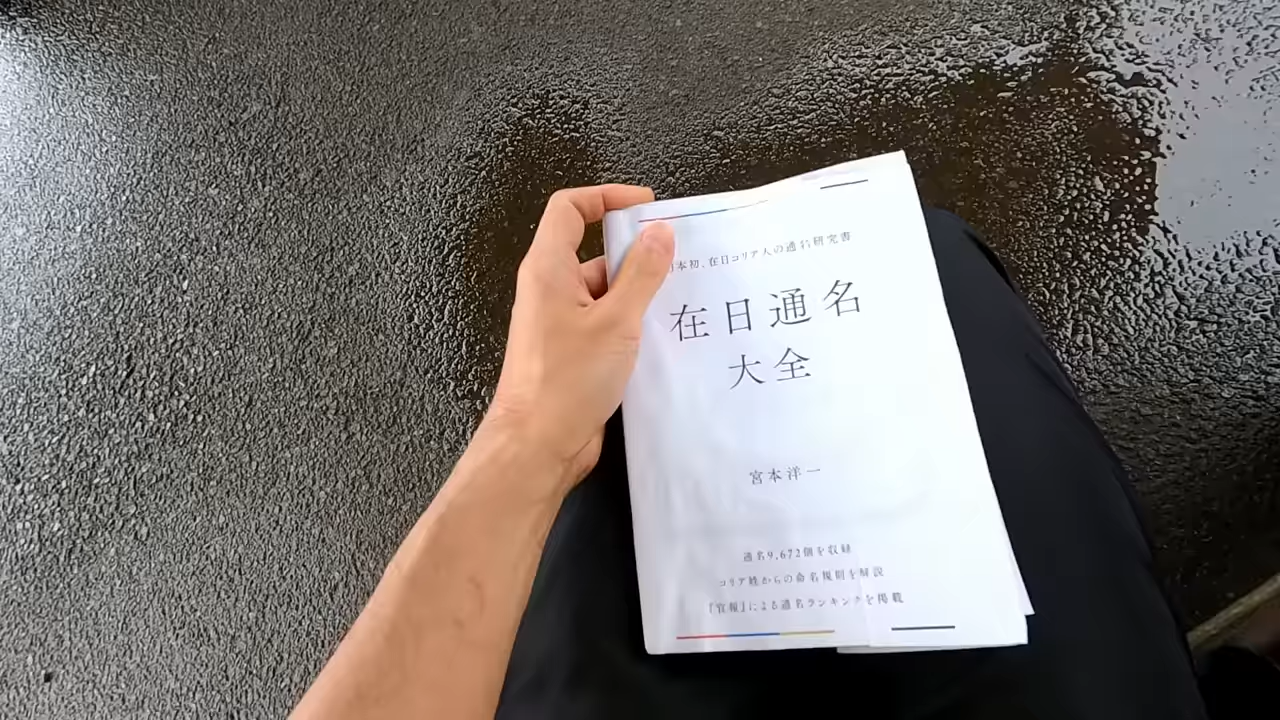 本初、在日コリア人の通名研究書
在日通名
大全
宮本洋一
通名9,672個を収録
コリア姓からの命名規則を解説
『官報』による通名ランキングを掲載